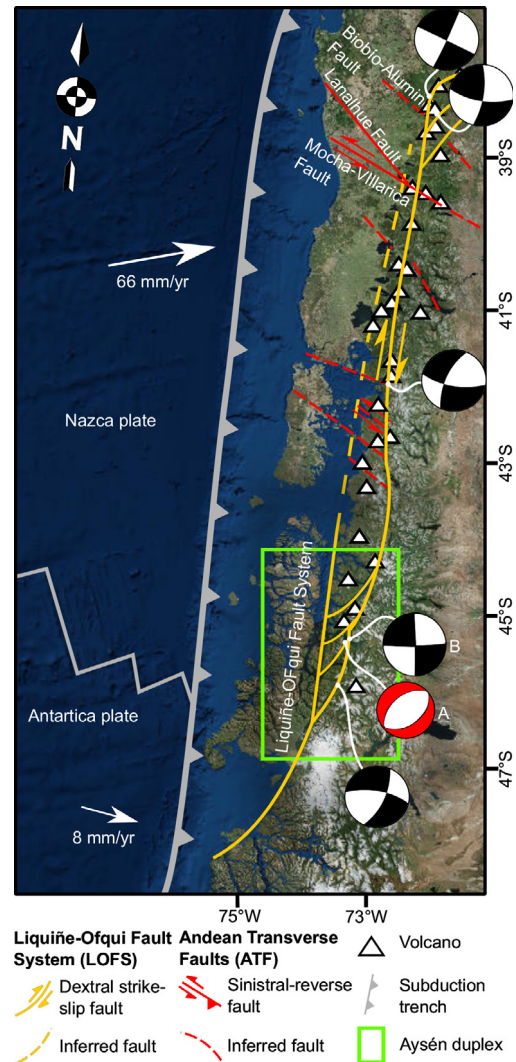 Biobio-Alumini
Fault
Lanalhue Fault
Mocha-VIllarica
Fault
N
39°S
66 mm/yr
41°S
Nazca plate
43°S
Liquiñe-OFqui Fault System
45°S
B
A
Antartica plate
47°S
8 mm/yr
75°W
73°W
Liquiñe-Ofqui Fault
System (LOFS)
Dextral strike-
slip fault
Inferred fault
Andean Transverse
Faults (ATF)
Sinistral-reverse
fault
Inferred fault
Volcano
Subduction
trench
Aysén duplex